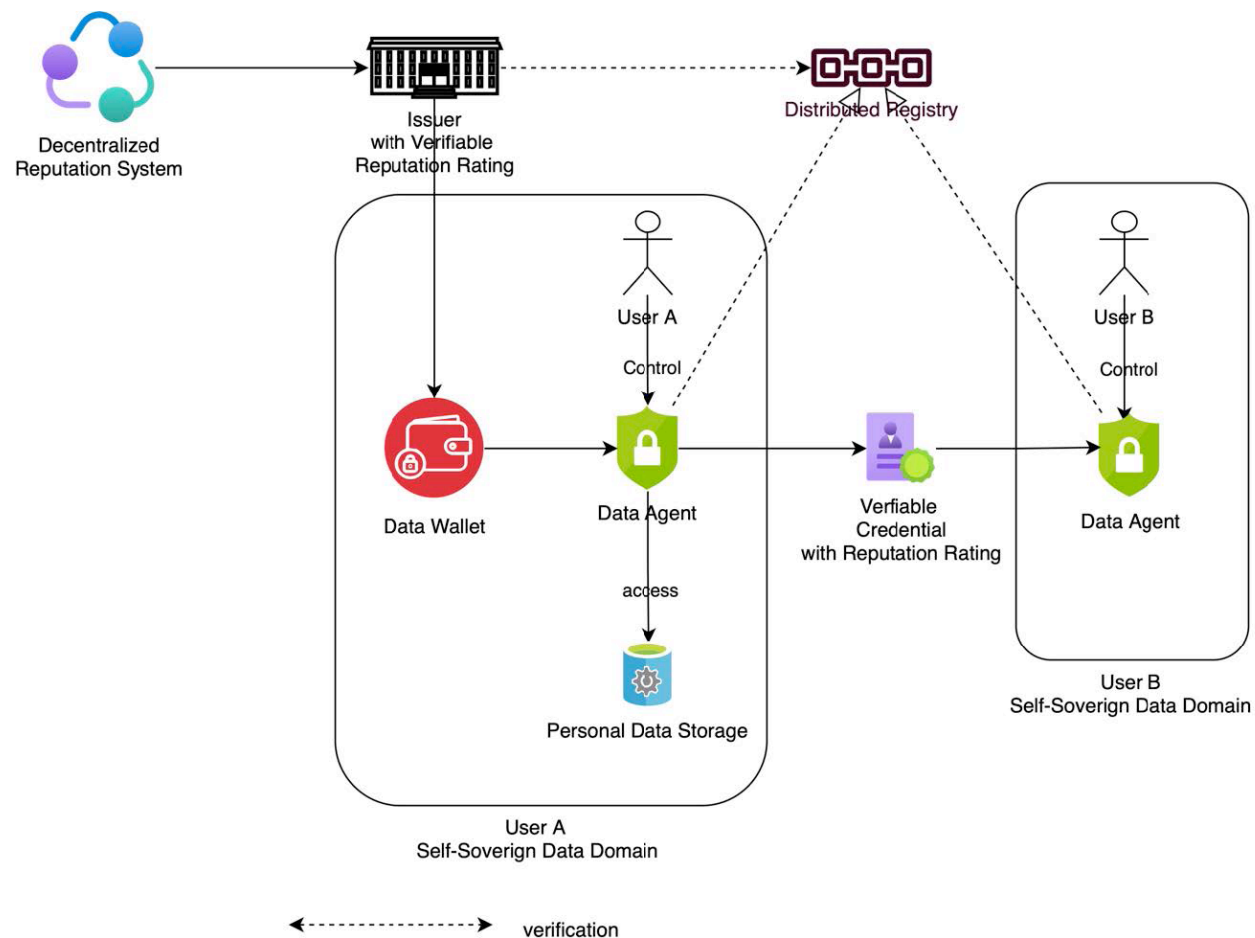 Decentralized
Reputation System
Issuer
with Verifiable
Reputation Rating
Distributed Registry
User A
Control
Data Wallet
Data Agent
access
Personal Data Storage
User A
Self-Soverign Data Domain
Verfiable
Credential
with Reputation Rating
User B
Control
Data Agent
User B
Self-Soverign Data Domain
verification